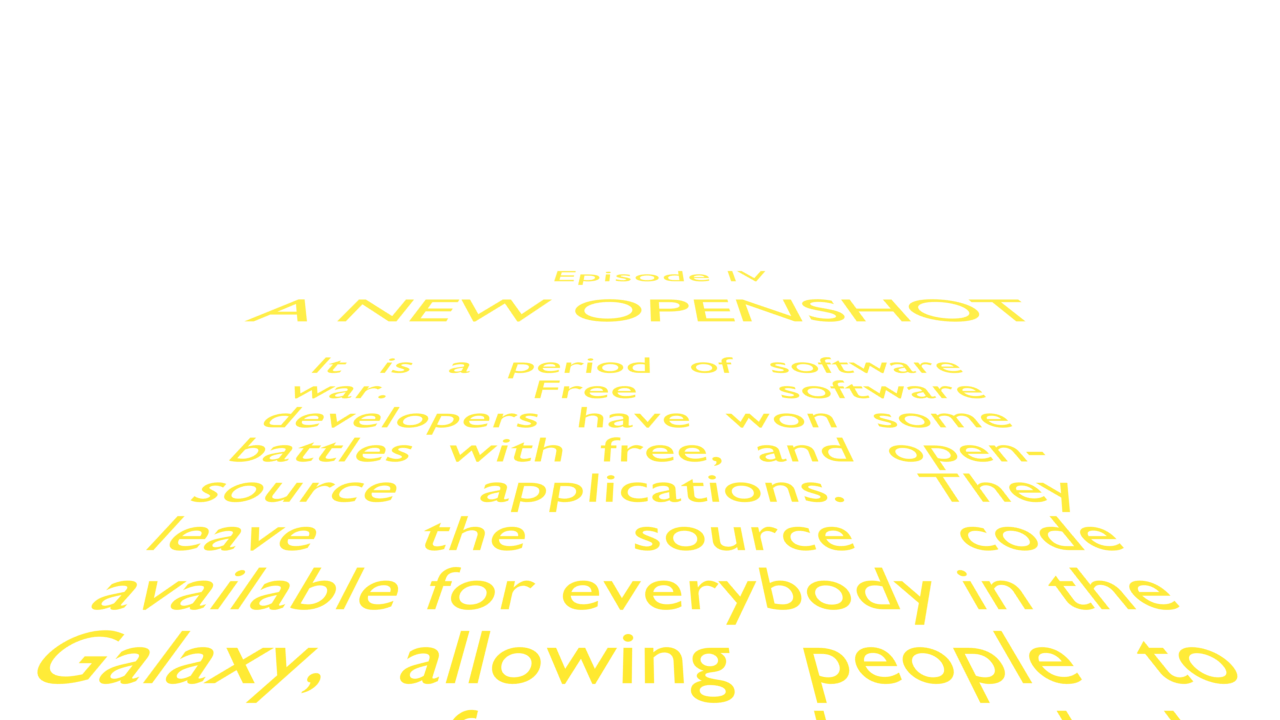 Episode IV
A NEW OPENSHOT
It is a period of software
war. Free software
developers have won some
battles with free, and open-
source applications. They
leave the source code
available for everybody in the
Galaxy, allowing people to